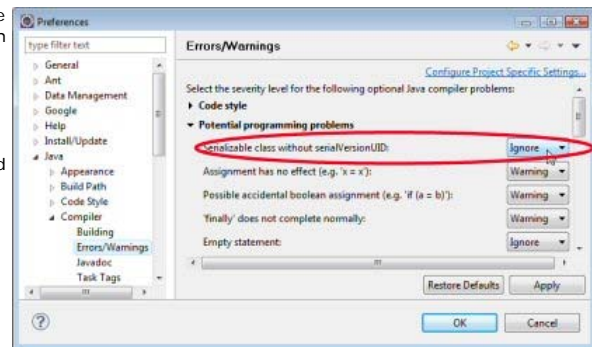 e
n
d
Preferences
type filter text
General
Ant
Data Management
Google
Help
Install/Update
Java
Appearance
Build Path
Code Style
Compiler
Building
Errors/Warnings
Javadoc
Task Tags
Errors/Warnings
Configure Project Specific Settings...
Select the severity level for the following optional Java compiler problems:
Code style
Potential programming problems
Serializable class without serialVersionUID: Ignore
Assignment has no effect (e.g. 'x = x'): Warning
Possible accidental boolean assignment (e.g. 'if (a = b)'): Warning
'finally' does not complete normally: Warning
Empty statement: Ignore
Restore Defaults Apply
? OK Cancel